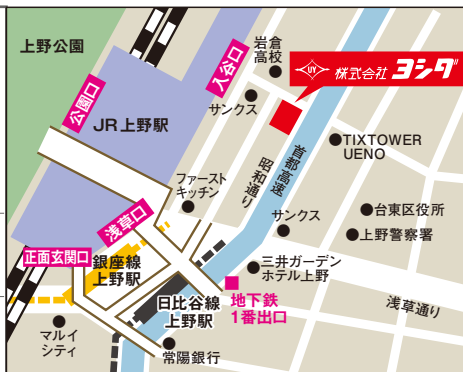 上野公園
公園口
JR上野駅
入谷口
岩倉
高校
サンクス
UY
株式会社ヨシダ
TIXTOWER
UENO
首都高速
昭和通り
ファースト
キッチン
サンクス
台東区役所
上野警察署
浅草口
正面玄関口
銀座線
上野駅
三井ガーデン
ホテル上野
日比谷線
上野駅
地下鉄
1番出口
浅草通り
マルイ
シティ
常陽銀行